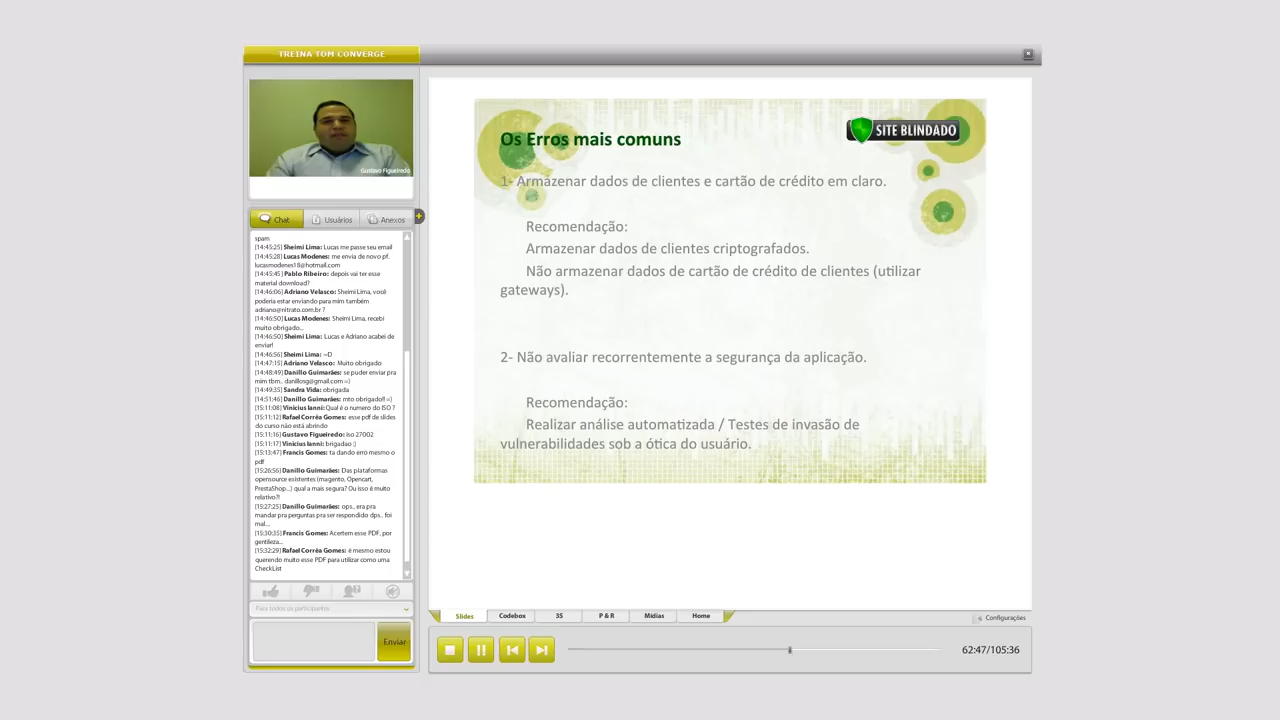 TREINA TOM CONVERGE
Gustavo Figueiredo
Chat
Usuários
Anexos
spam
[14:45:25] Sheimi Lima: Lucas me passe seu email
[14:45:28] Lucas Modenes: me envia de novo pf.
lucasmodenes18@hotmail.com
[14:45:45] Pablo Ribeiro: depois vai ter esse
material download?
[14:46:06] Adriano Velasco: Sheimi Lima, você
poderia estar enviando para mim também
adriano@nitrato.com.br ?
[14:46:50] Lucas Modenes: Sheimi Lima, recebi
muito obrigado...
[14:46:50] Sheimi Lima: Lucas e Adriano acabei de
enviar!
[14:46:56] Sheimi Lima: =D
[14:47:15] Adriano Velasco: Muito obrigado
[14:48:49] Danillo Guimarães: se puder enviar pra
mim tbm.. danillosg@gmail.com =)
[14:49:35] Sandra Vida: obrigada
[14:51:46] Danillo Guimarães: mto obrigado!! =)
[15:11:08] Vinicius Ianni: Qual é o numero do ISO ?
[15:11:12] Rafael Corrêa Gomes: esse pdf de slides
do curso não está abrindo
[15:11:16] Gustavo Figueiredo: iso 27002
[15:11:17] Vinicius Ianni: brigadao :)
[15:13:47] Francis Gomes: ta dando erro mesmo o
pdf
[15:26:56] Danillo Guimarães: Das plataformas
opensource existentes (magento, Opencart,
PrestaShop...) qual a mais segura? Ou isso é muito
relativo?!
[15:27:25] Danillo Guimarães: ops.. era pra
mandar pra perguntas pra ser respondido dps.. foi
mal...
[15:30:35] Francis Gomes: Acertem esse PDF, por
gentileza...
[15:32:29] Rafael Corrêa Gomes: é mesmo estou
querendo muito esse PDF para utilizar como uma
CheckList
Para todos os participantes
Enviar
Os Erros mais comuns
SITE BLINDADO
1- Armazenar dados de clientes e cartão de crédito em claro.
Recomendação:
Armazenar dados de clientes criptografados.
Não armazenar dados de cartão de crédito de clientes (utilizar
gateways).
2- Não avaliar recorrentemente a segurança da aplicação.
Recomendação:
Realizar análise automatizada / Testes de invasão de
vulnerabilidades sob a ótica do usuário.
Slides
Codebox
35
P & R
Mídias
Home
Configurações
62:47/105:36